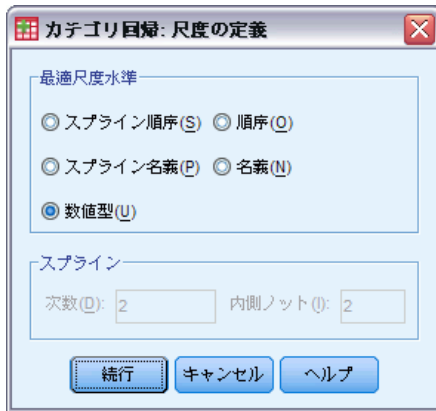 カテゴリ回帰: 尺度の定義
最適尺度水準
スプライン順序(S) 順序(O)
スプライン名義(P) 名義(N)
数値型(U)
スプライン
次数(D): 2 内側ノット(I): 2
続行 キャンセル ヘルプ